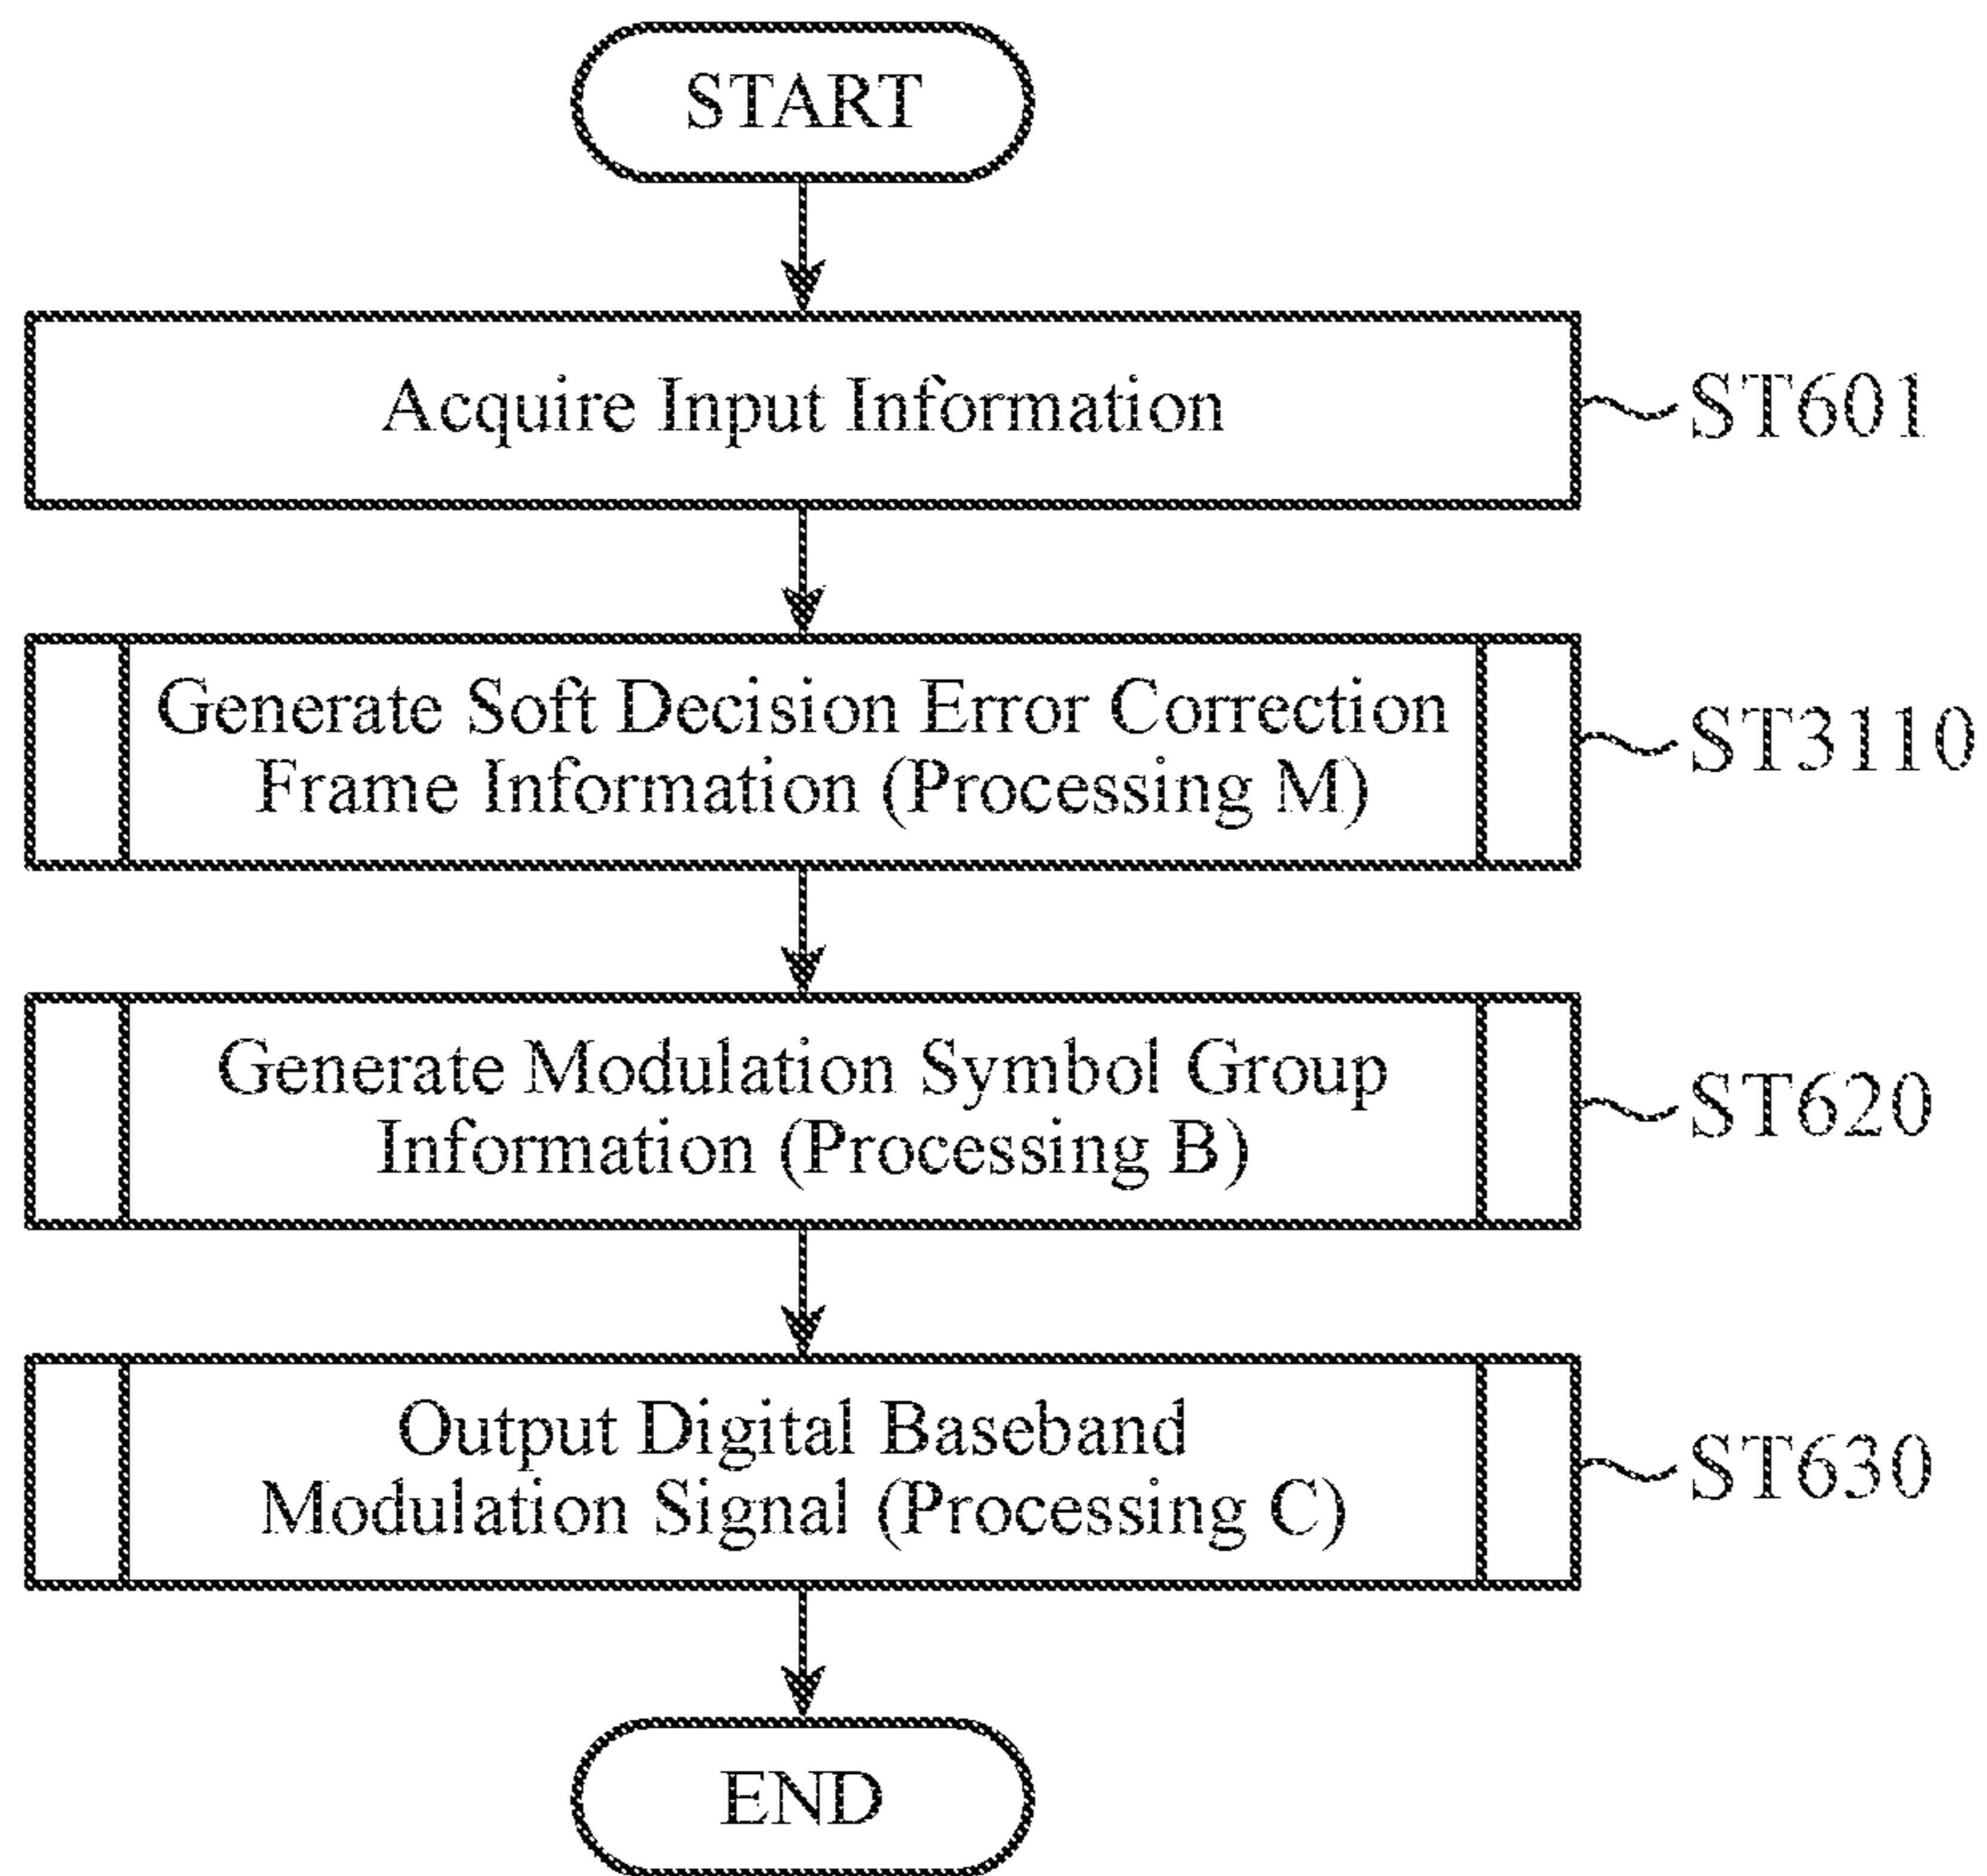 START
Acquire Input Information
ST601
Generate Soft Decision Error Correction
Frame Information (Processing M)
ST3110
Generate Modulation Symbol Group
Information (Processing B)
ST620
Output Digital Baseband
Modulation Signal (Processing C)
ST630
END